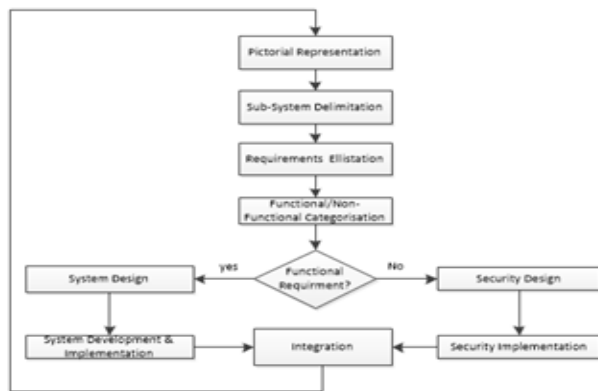 Pictorial Representation
Sub-System Delimitation
Requirements Ellistation
Functional/Non-
Functional Categorisation
Functional
Requirment?
yes
No
System Design
Security Design
System Development &
Implementation
Integration
Security Implementation